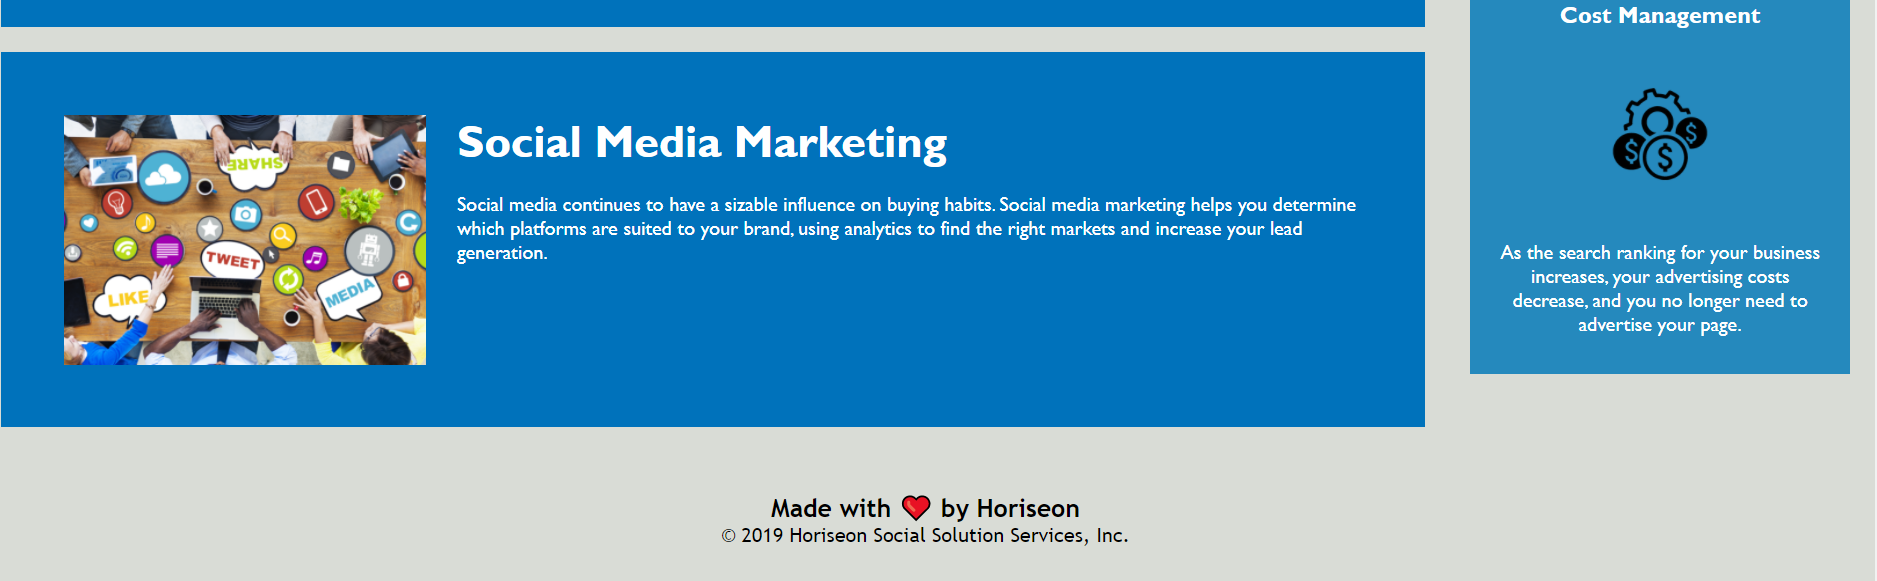 Cost Management
SHARE
TWEET
LIKE
MEDIA
Social Media Marketing
Social media continues to have a sizable influence on buying habits. Social media marketing helps you determine
which platforms are suited to your brand, using analytics to find the right markets and increase your lead
generation.
As the search ranking for your business
increases, your advertising costs
decrease, and you no longer need to
advertise your page.
Made with ❤️ by Horiseon
© 2019 Horiseon Social Solution Services, Inc.